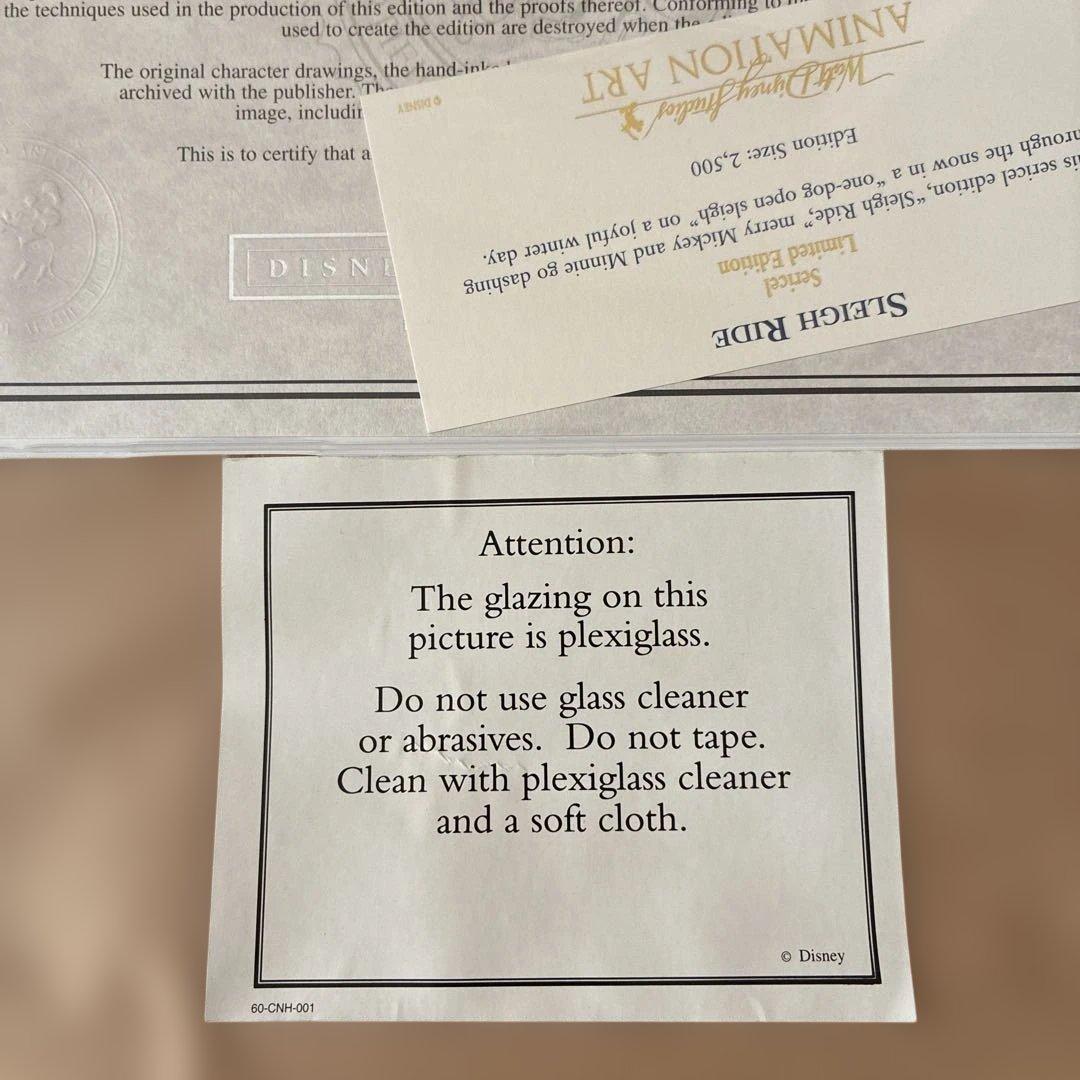 the techniques used in the production of this edition and the proofs thereof. Conforming to
used to create the edition are destroyed when the
The original character drawings, the hand-inked
archived with the publisher. The
image, includin
This is to certify that a
DISNE
SLEIGH RIDE
Sericel
Limited Edition
is sericel edition, “Sleigh Ride,” merry Mickey and Minnie go dashing
hrough the snow in a “one-dog open sleigh” on a joyful winter day.
Edition Size: 2,500
Walt Disney Studios
ANIMATION ART
© DISNEY
Attention:
The glazing on this
picture is plexiglass.
Do not use glass cleaner
or abrasives. Do not tape.
Clean with plexiglass cleaner
and a soft cloth.
© Disney
60-CNH-001